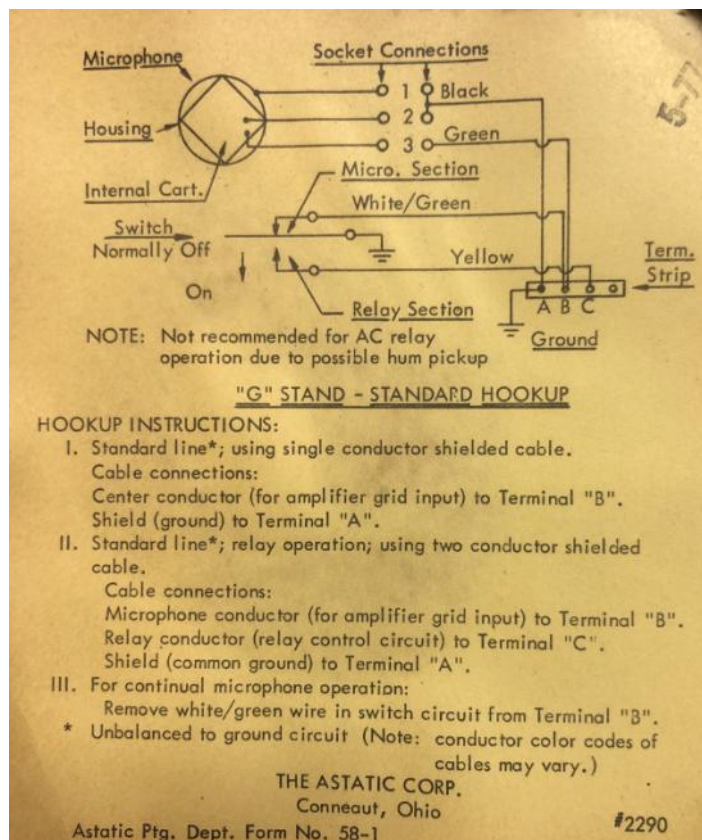 Microphone
Socket Connections
1
Black
5-77
2
Housing
3
Green
Micro. Section
Internal Cart.
White/Green
Switch
Normally Off
Yellow
Term.
Strip
On
A B C
Relay Section
Ground
NOTE: Not recommended for AC relay
operation due to possible hum pickup
"G" STAND - STANDARD HOOKUP
HOOKUP INSTRUCTIONS:
I. Standard line*; using single conductor shielded cable.
Cable connections:
Center conductor (for amplifier grid input) to Terminal "B".
Shield (ground) to Terminal "A".
II. Standard line*; relay operation; using two conductor shielded
cable.
Cable connections:
Microphone conductor (for amplifier grid input) to Terminal "B".
Relay conductor (relay control circuit) to Terminal "C".
Shield (common ground) to Terminal "A".
III. For continual microphone operation:
Remove white/green wire in switch circuit from Terminal "B".
* Unbalanced to ground circuit (Note: conductor color codes of
cables may vary.)
THE ASTATIC CORP.
Conneaut, Ohio
Astatic Ptg. Dept. Form No. 58-1
#2290